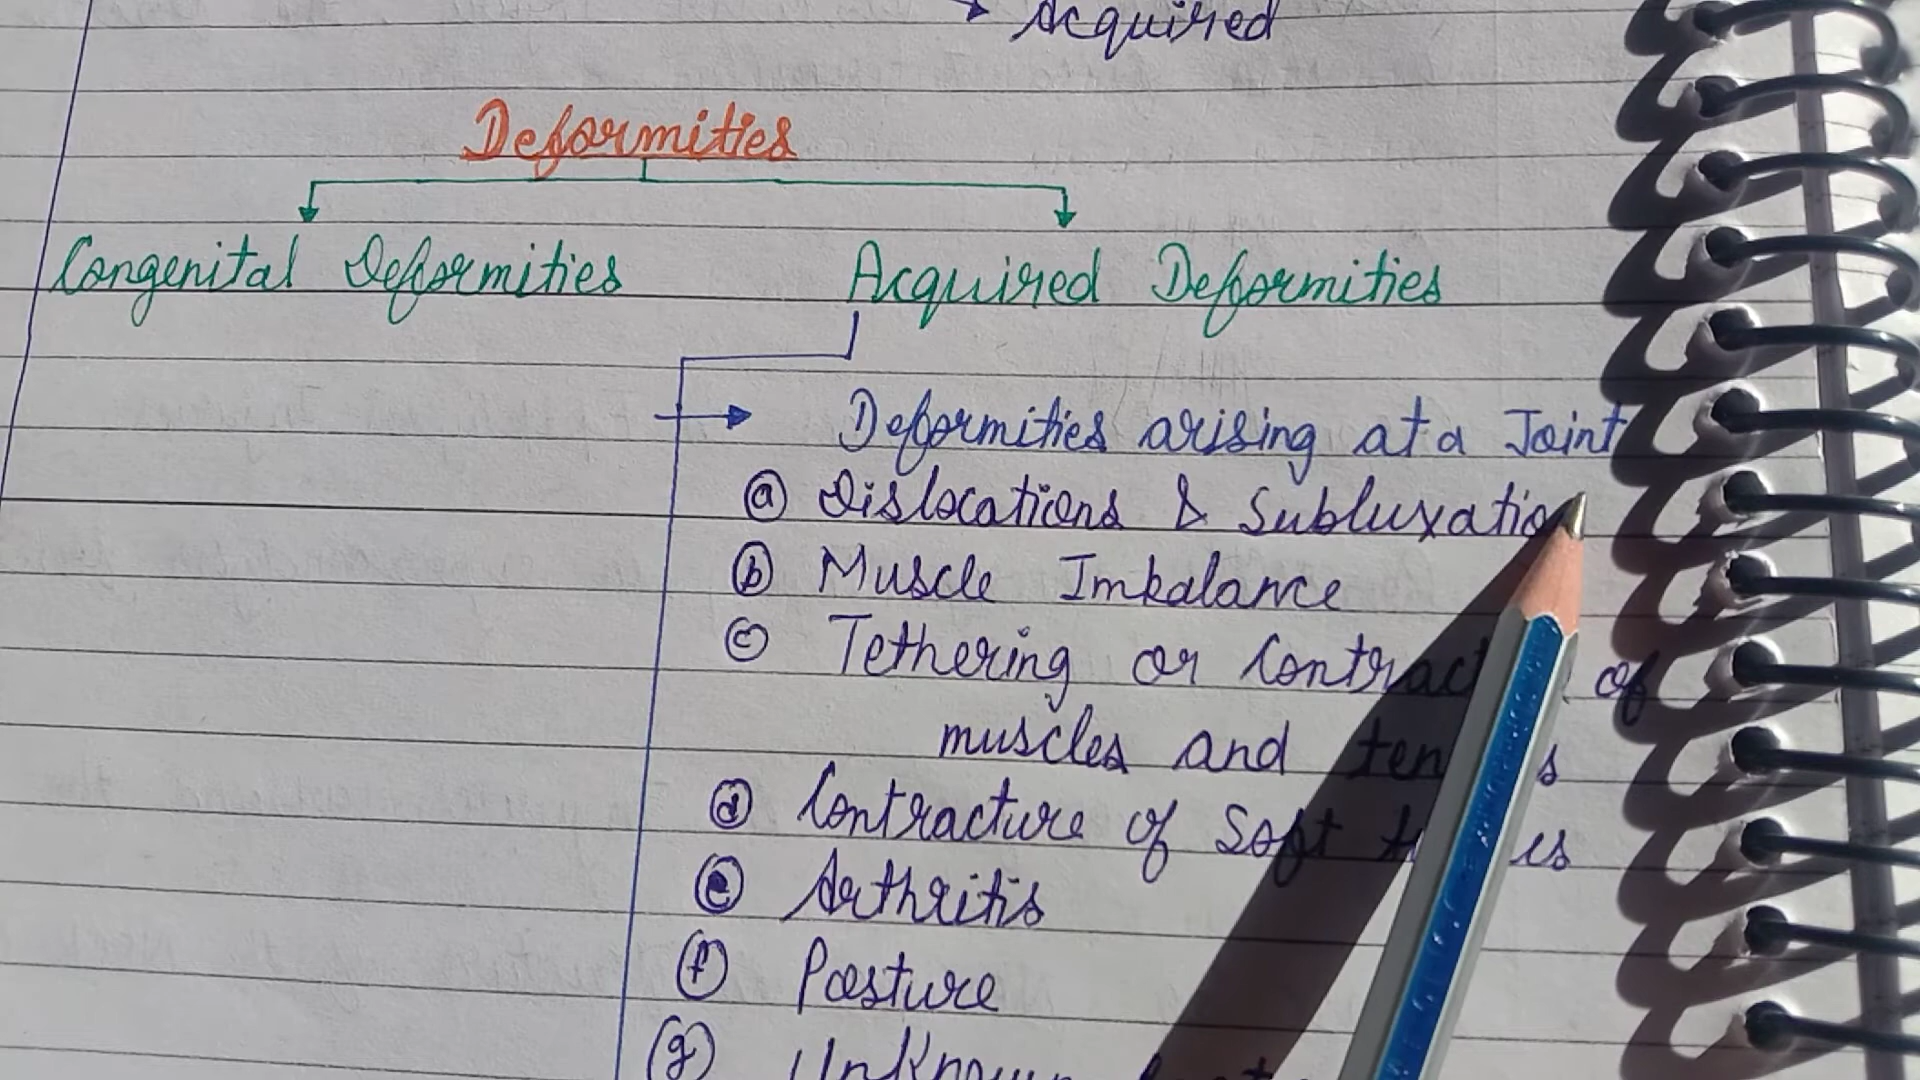 Acquired
Deformities
Congenital Deformities Acquired Deformities
Deformities arising at a Joint
(a) Dislocations & Subluxation
(b) Muscle Imbalance
(c) Tethering or of
muscles and
(d) Contracture of Soft
(e) Arthritis
(f) Posture
(g) Unknown